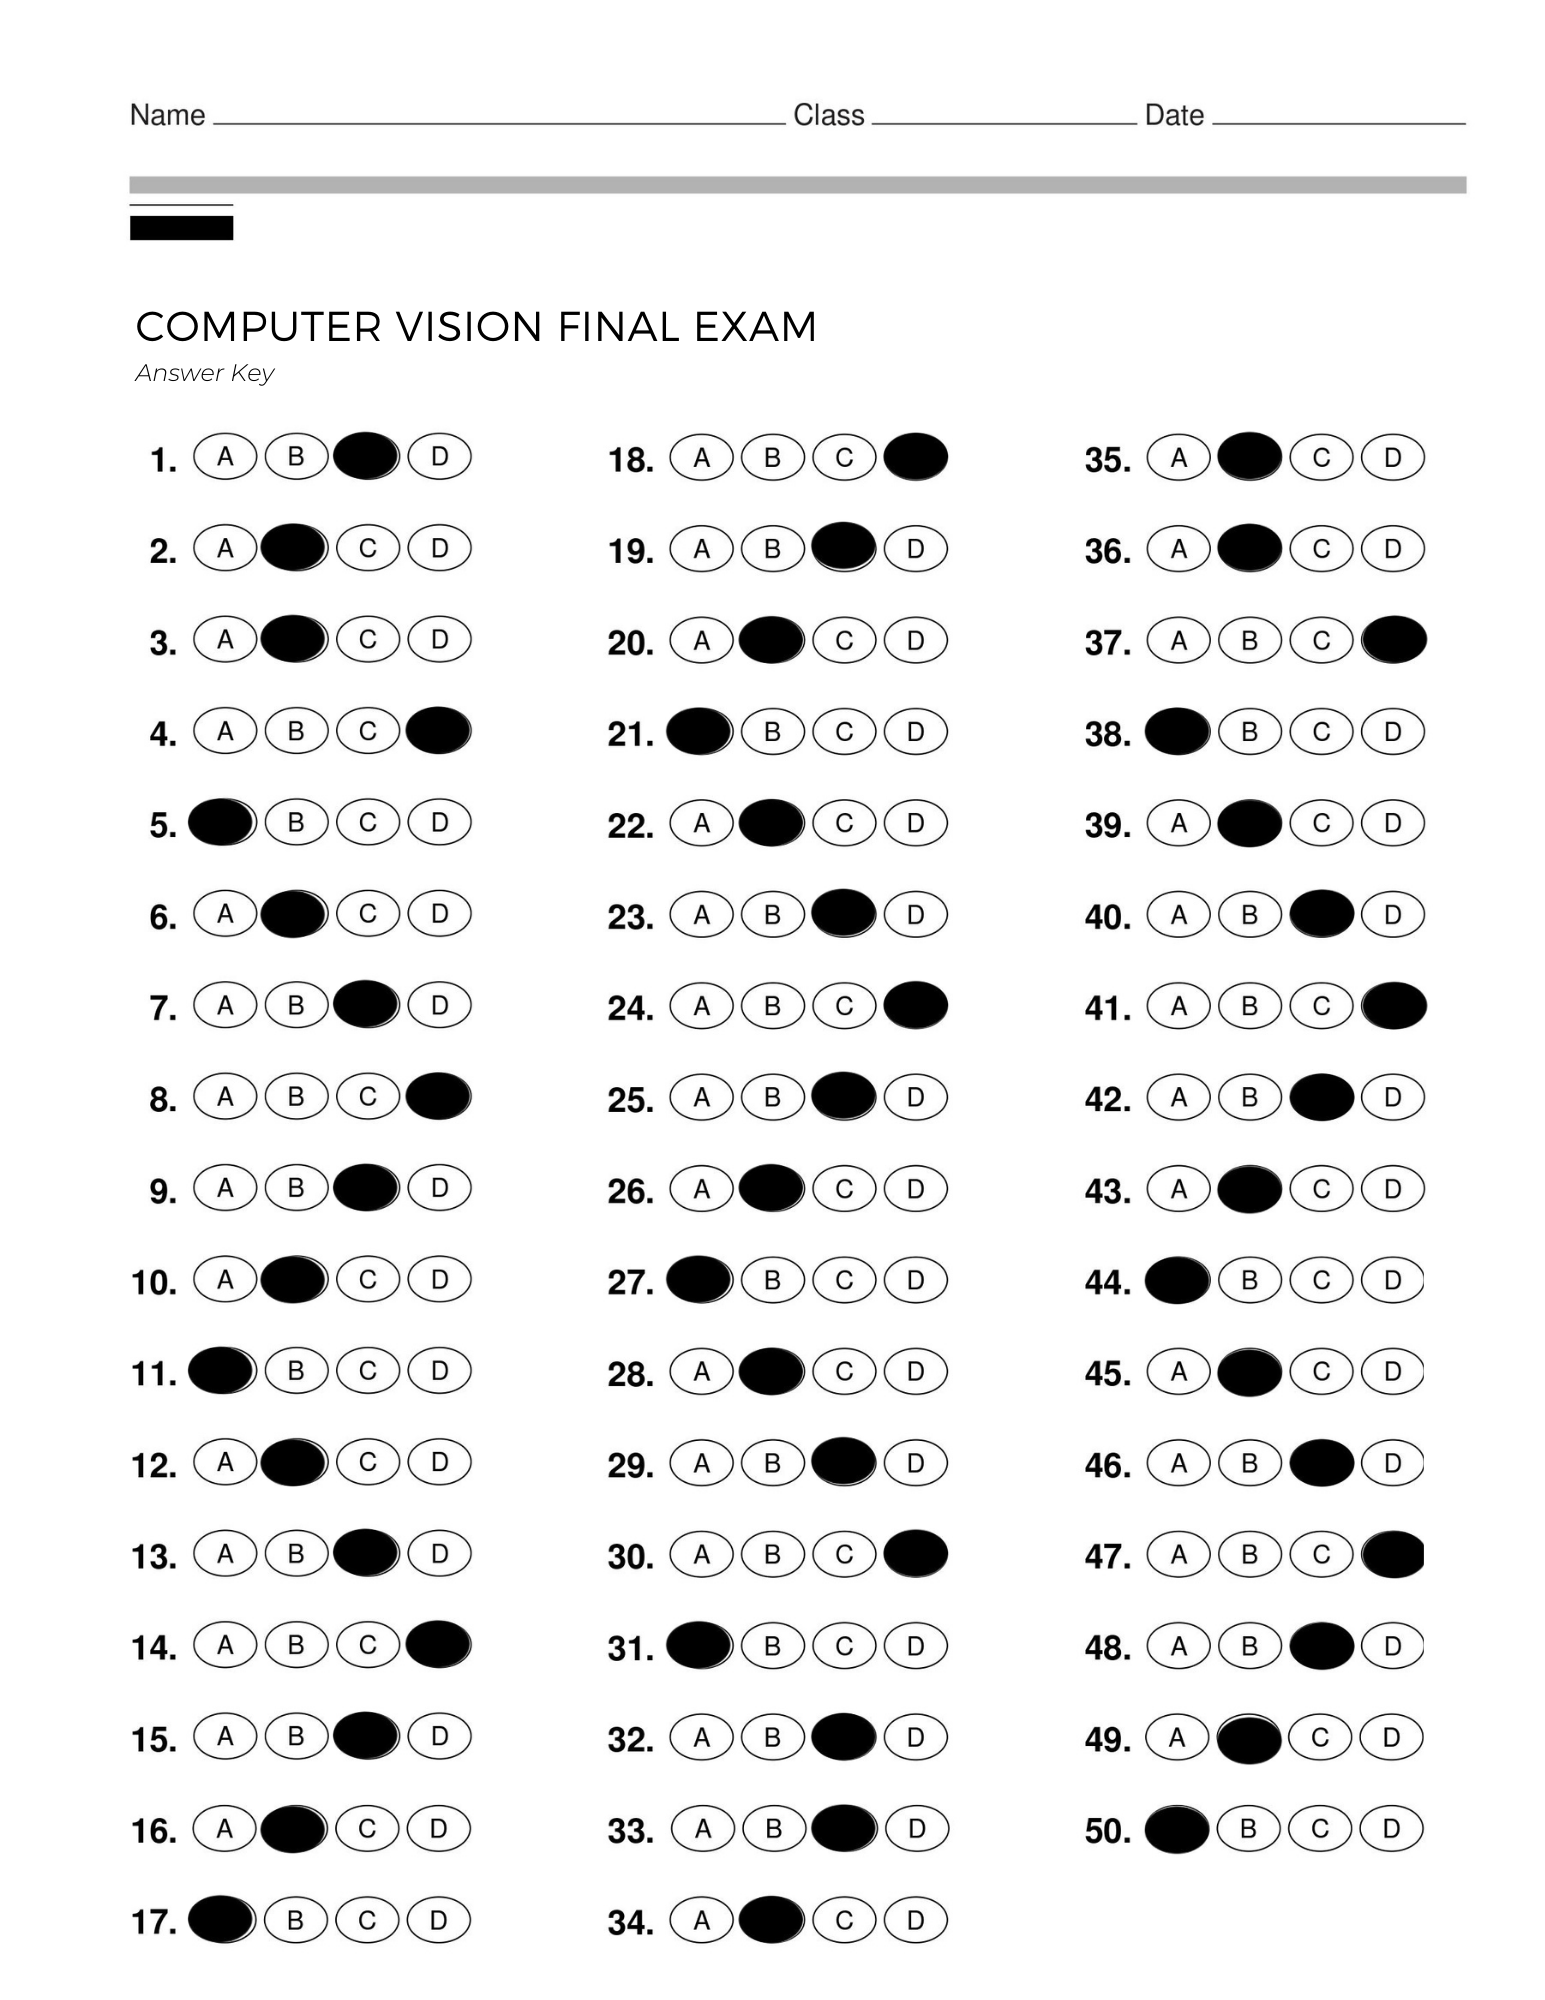 Name Class Date
COMPUTER VISION FINAL EXAM
Answer Key
1. A B D
2. A C D
3. A C D
4. A B C
5. B C D
6. A C D
7. A B D
8. A B C
9. A B D
10. A C D
11. B C D
12. A C D
13. A B D
14. A B C
15. A B D
16. A C D
17. B C D
18. A B C
19. A B D
20. A C D
21. B C D
22. A C D
23. A B D
24. A B C
25. A B D
26. A C D
27. B C D
28. A C D
29. A B D
30. A B C
31. B C D
32. A B D
33. A B D
34. A C D
35. A C D
36. A C D
37. A B C
38. B C D
39. A C D
40. A B D
41. A B C
42. A B D
43. A C D
44. B C D
45. A C D
46. A B D
47. A B C
48. A B D
49. A C D
50. B C D